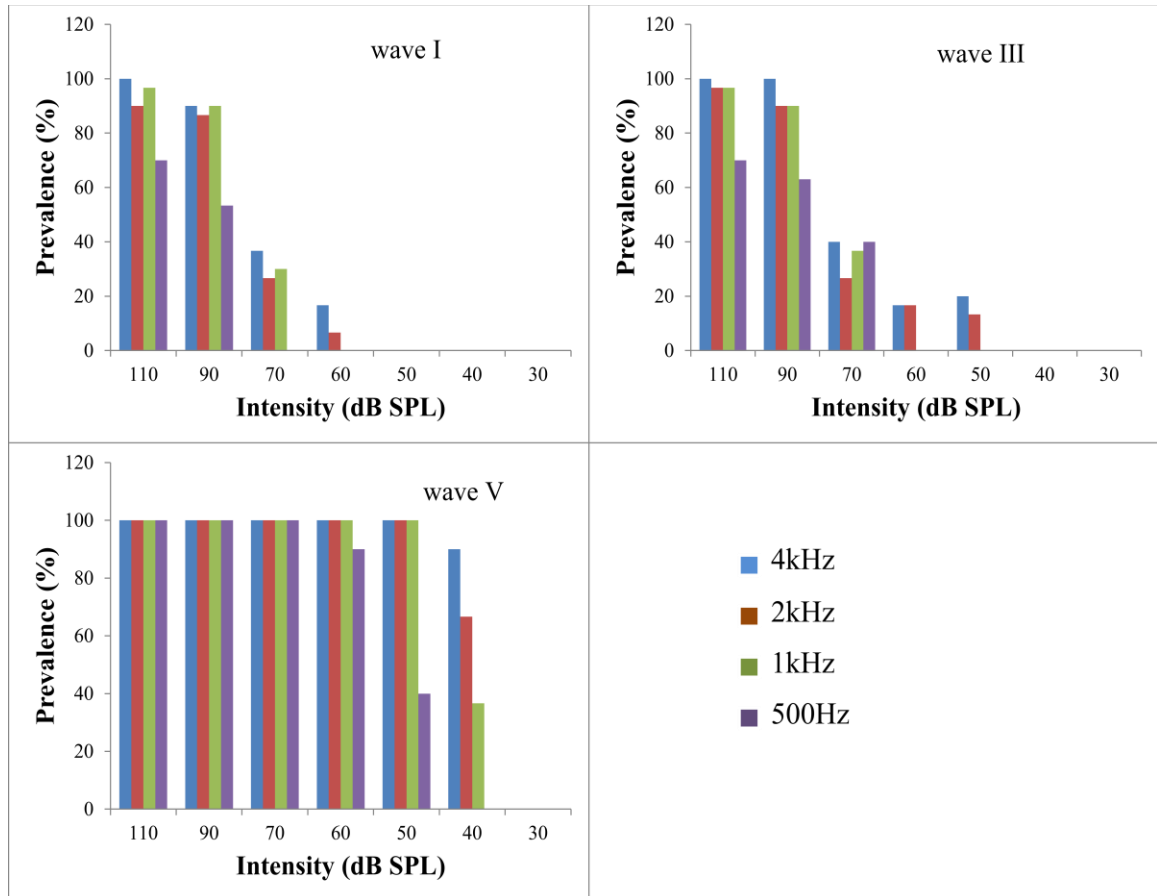 wave I
120
100
80
60
40
20
0
Prevalence (%)
110 90 70 60 50 40 30
Intensity (dB SPL)
wave III
120
100
80
60
40
20
0
Prevalence (%)
110 90 70 60 50 40 30
Intensity (dB SPL)
wave V
120
100
80
60
40
20
0
Prevalence (%)
110 90 70 60 50 40 30
Intensity (dB SPL)
4kHz
2kHz
1kHz
500Hz